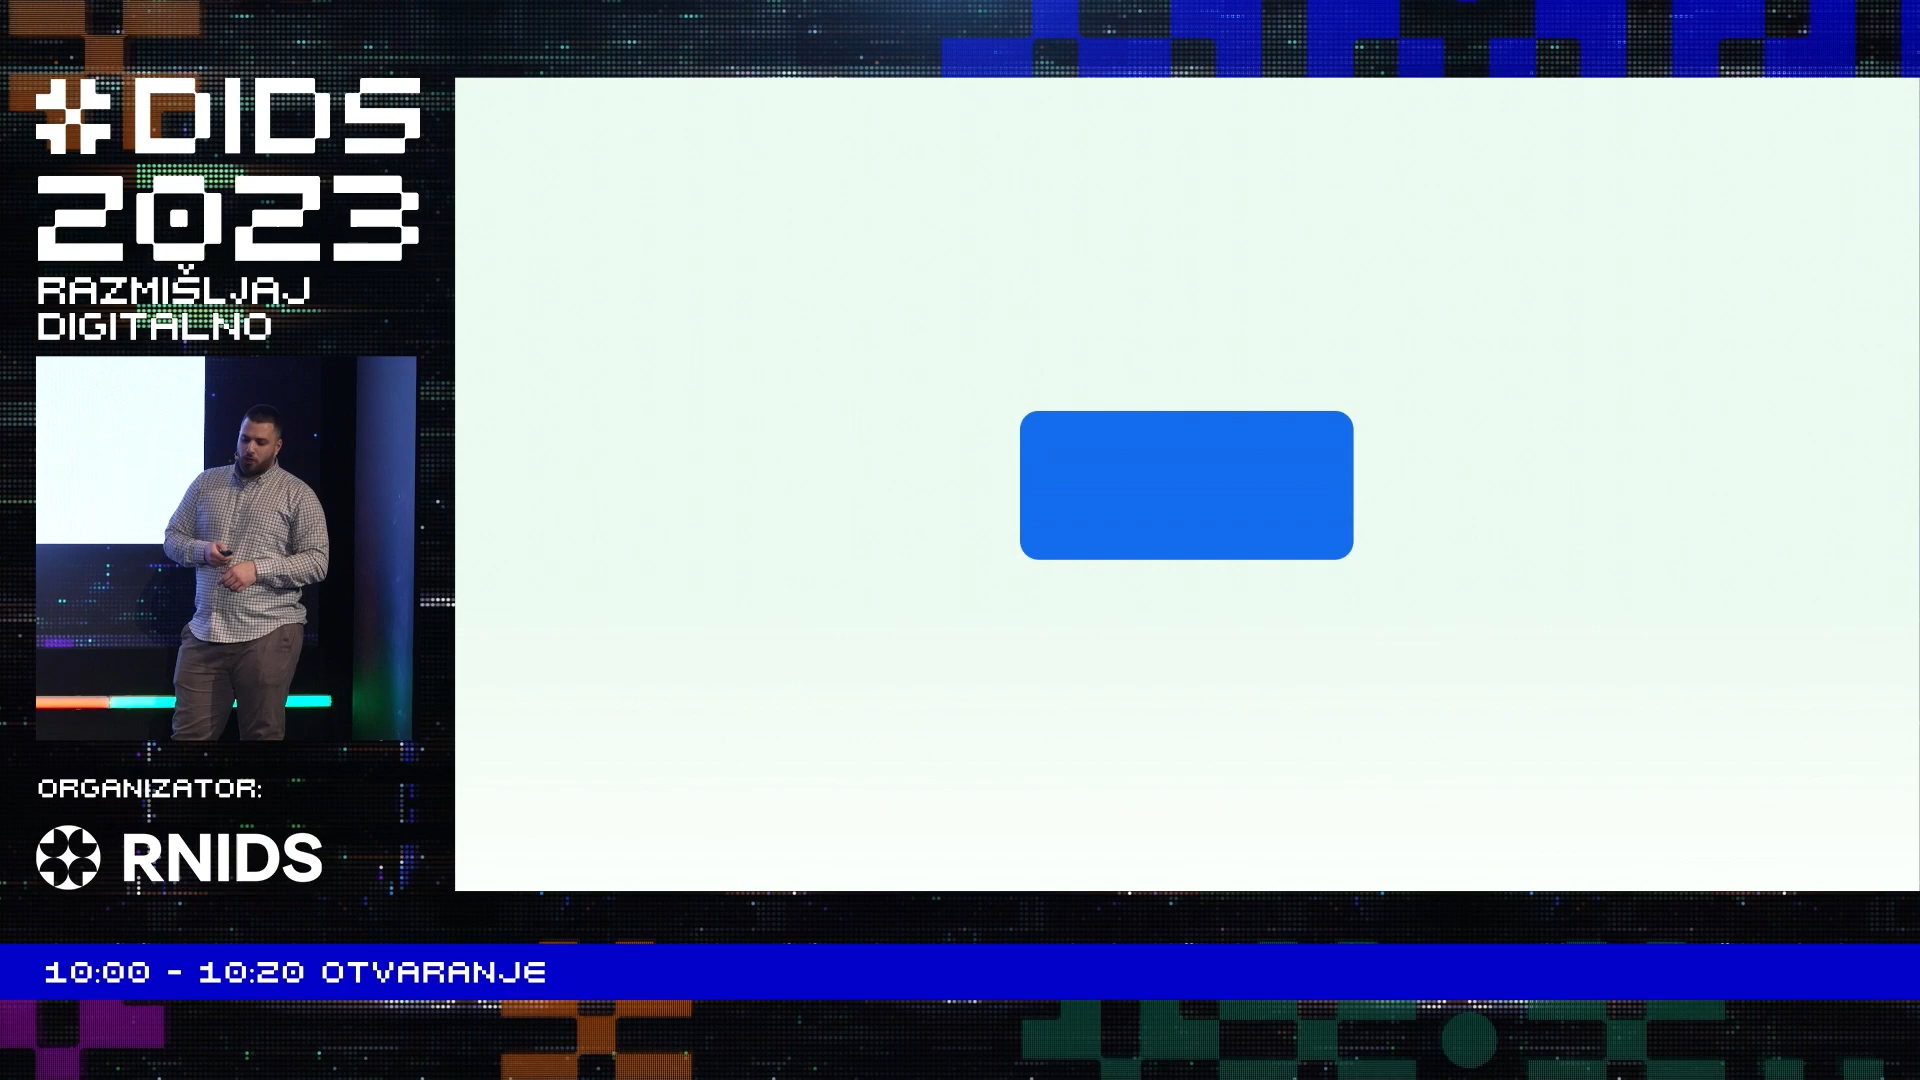 #DIDS
2023
RAZMIŠLJAJ
DIGITALNO
ORGANIZATOR:
RNIDS
10:00 - 10:20 OTVARANJE